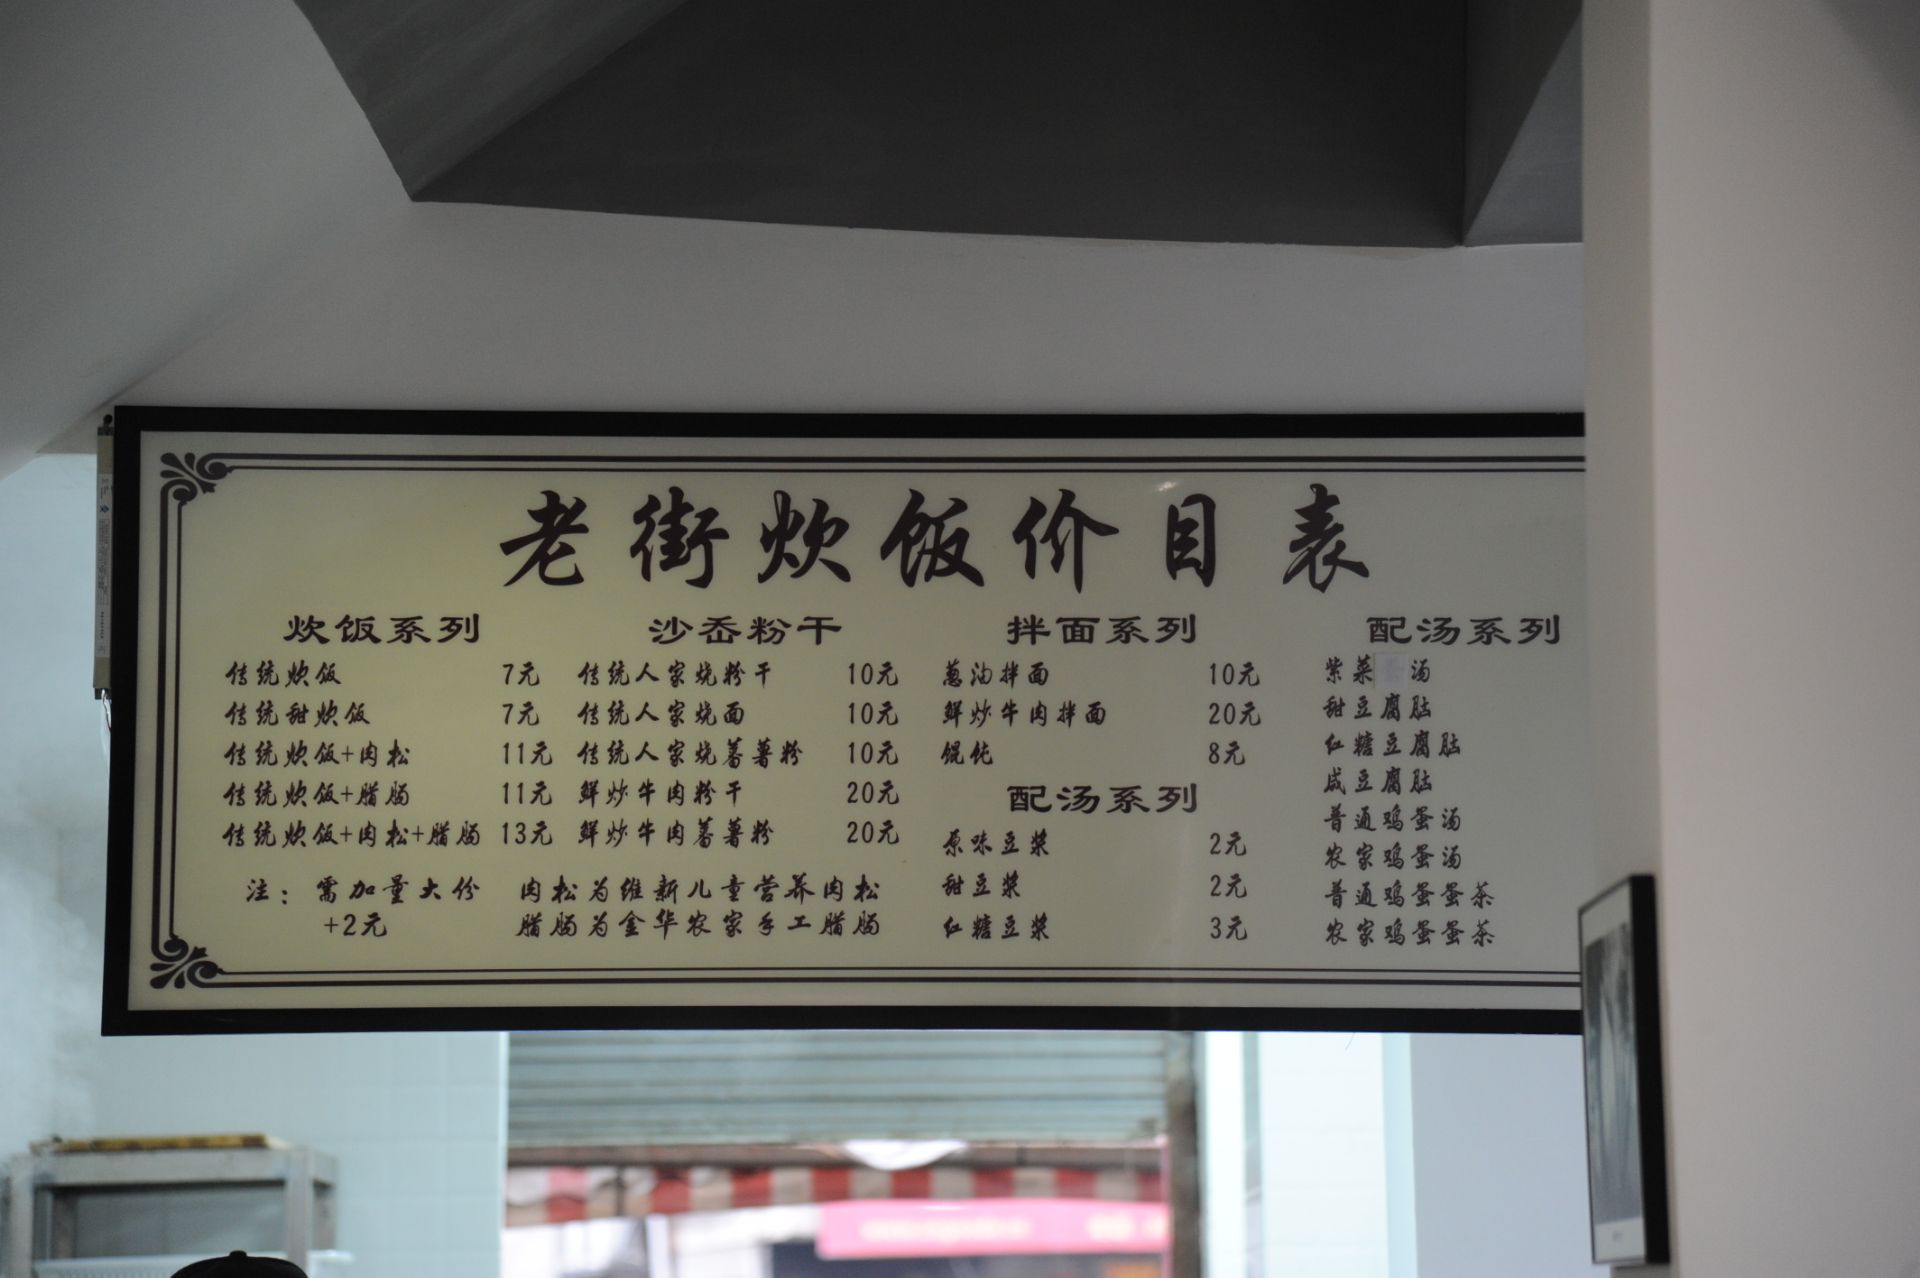 老街炊饭价目表
炊饭系列
传统炊饭 7元
传统甜炊饭 7元
传统炊饭+肉松 11元
传统炊饭+腊肠 11元
传统炊饭+肉松+腊肠 13元
注：需加量大份
+2元
沙岙粉干
传统人家烧粉干 10元
传统人家烧面 10元
传统人家烧蕃薯粉 10元
鲜炒牛肉粉干 20元
鲜炒牛肉蕃薯粉 20元
肉松为维新儿童营养肉松
腊肠为金华农家手工腊肠
拌面系列
葱油拌面 10元
鲜炒牛肉拌面 20元
馄饨 8元
配汤系列
原味豆浆 2元
甜豆浆 2元
红糖豆浆 3元
配汤系列
紫菜 汤
甜豆腐肚
红糖豆腐肚
咸豆腐肚
普通鸡蛋汤
农家鸡蛋汤
普通鸡蛋蛋茶
农家鸡蛋蛋茶